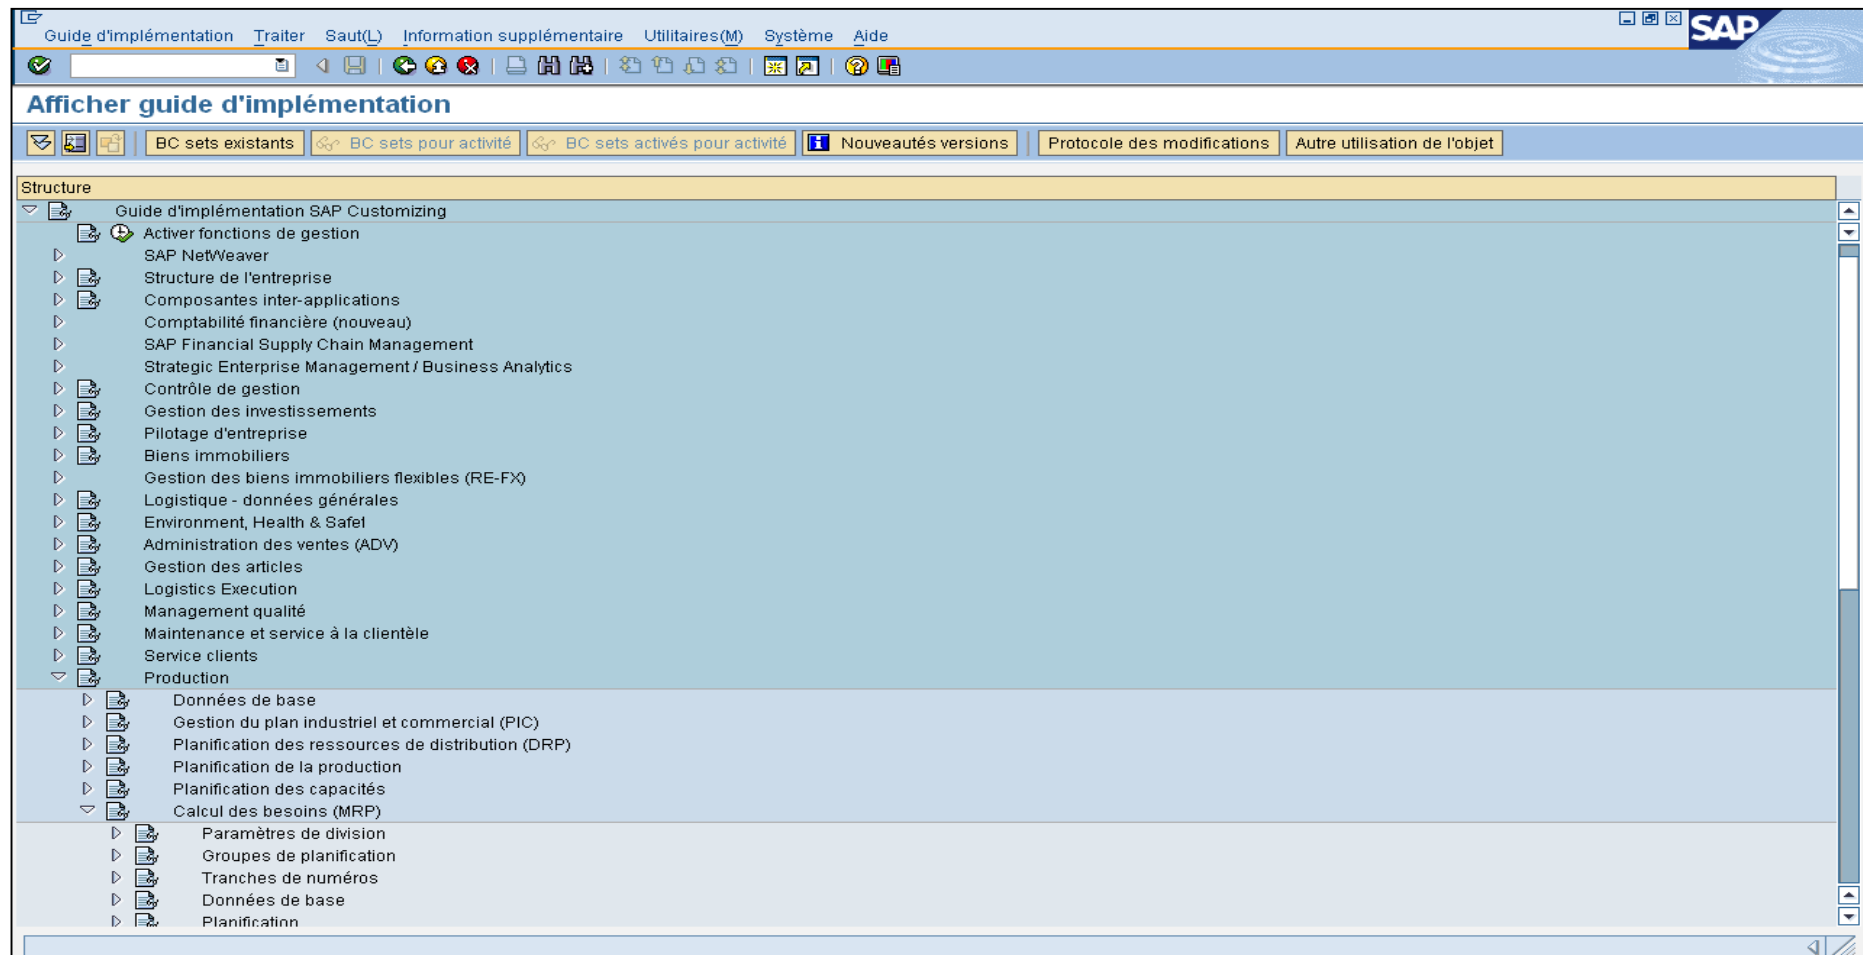 SAP
Guide d'implémentation Traiter Saut(L) Information supplémentaire Utilitaires(M) Système Aide
Afficher guide d'implémentation
BC sets existants BC sets pour activité BC sets activés pour activité Nouveautés versions Protocole des modifications Autre utilisation de l'objet
Structure
Guide d'implémentation SAP Customizing
Activer fonctions de gestion
SAP NetWeaver
Structure de l'entreprise
Composantes inter-applications
Comptabilité financière (nouveau)
SAP Financial Supply Chain Management
Strategic Enterprise Management / Business Analytics
Contrôle de gestion
Gestion des investissements
Pilotage d'entreprise
Biens immobiliers
Gestion des biens immobiliers flexibles (RE-FX)
Logistique - données générales
Environment, Health & Safet
Administration des ventes (ADV)
Gestion des articles
Logistics Execution
Management qualité
Maintenance et service à la clientèle
Service clients
Production
Données de base
Gestion du plan industriel et commercial (PIC)
Planification des ressources de distribution (DRP)
Planification de la production
Planification des capacités
Calcul des besoins (MRP)
Paramètres de division
Groupes de planification
Tranches de numéros
Données de base
Planification